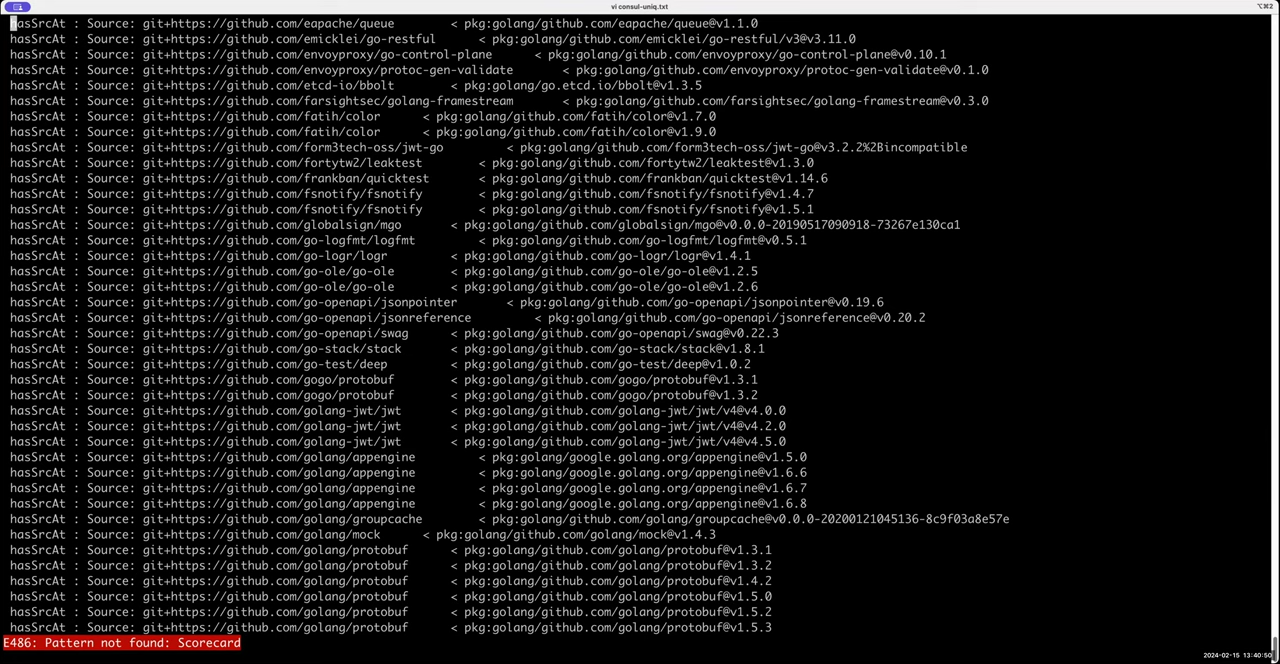 vi consul-uniq.txt
⌥⌘2
hasSrcAt : Source: git+https://github.com/eapache/queue < pkg:golang/github.com/eapache/queue@v1.1.0
hasSrcAt : Source: git+https://github.com/emicklei/go-restful < pkg:golang/github.com/emicklei/go-restful/v3@v3.11.0
hasSrcAt : Source: git+https://github.com/envoyproxy/go-control-plane < pkg:golang/github.com/envoyproxy/go-control-plane@v0.10.1
hasSrcAt : Source: git+https://github.com/envoyproxy/protoc-gen-validate < pkg:golang/github.com/envoyproxy/protoc-gen-validate@v0.1.0
hasSrcAt : Source: git+https://github.com/etcd-io/bbolt < pkg:golang/go.etcd.io/bbolt@v1.3.5
hasSrcAt : Source: git+https://github.com/farsightsec/golang-framestream < pkg:golang/github.com/farsightsec/golang-framestream@v0.3.0
hasSrcAt : Source: git+https://github.com/fatih/color < pkg:golang/github.com/fatih/color@v1.7.0
hasSrcAt : Source: git+https://github.com/fatih/color < pkg:golang/github.com/fatih/color@v1.9.0
hasSrcAt : Source: git+https://github.com/form3tech-oss/jwt-go < pkg:golang/github.com/form3tech-oss/jwt-go@v3.2.2%2Bincompatible
hasSrcAt : Source: git+https://github.com/fortytw2/leaktest < pkg:golang/github.com/fortytw2/leaktest@v1.3.0
hasSrcAt : Source: git+https://github.com/frankban/quicktest < pkg:golang/github.com/frankban/quicktest@v1.14.6
hasSrcAt : Source: git+https://github.com/fsnotify/fsnotify < pkg:golang/github.com/fsnotify/fsnotify@v1.4.7
hasSrcAt : Source: git+https://github.com/fsnotify/fsnotify < pkg:golang/github.com/fsnotify/fsnotify@v1.5.1
hasSrcAt : Source: git+https://github.com/globalsign/mgo < pkg:golang/github.com/globalsign/mgo@v0.0.0-20190517090918-73267e130ca1
hasSrcAt : Source: git+https://github.com/go-logfmt/logfmt < pkg:golang/github.com/go-logfmt/logfmt@v0.5.1
hasSrcAt : Source: git+https://github.com/go-logr/logr < pkg:golang/github.com/go-logr/logr@v1.4.1
hasSrcAt : Source: git+https://github.com/go-ole/go-ole < pkg:golang/github.com/go-ole/go-ole@v1.2.5
hasSrcAt : Source: git+https://github.com/go-ole/go-ole < pkg:golang/github.com/go-ole/go-ole@v1.2.6
hasSrcAt : Source: git+https://github.com/go-openapi/jsonpointer < pkg:golang/github.com/go-openapi/jsonpointer@v0.19.6
hasSrcAt : Source: git+https://github.com/go-openapi/jsonreference < pkg:golang/github.com/go-openapi/jsonreference@v0.20.2
hasSrcAt : Source: git+https://github.com/go-openapi/swag < pkg:golang/github.com/go-openapi/swag@v0.22.3
hasSrcAt : Source: git+https://github.com/go-stack/stack < pkg:golang/github.com/go-stack/stack@v1.8.1
hasSrcAt : Source: git+https://github.com/go-test/deep < pkg:golang/github.com/go-test/deep@v1.0.2
hasSrcAt : Source: git+https://github.com/gogo/protobuf < pkg:golang/github.com/gogo/protobuf@v1.3.1
hasSrcAt : Source: git+https://github.com/gogo/protobuf < pkg:golang/github.com/gogo/protobuf@v1.3.2
hasSrcAt : Source: git+https://github.com/golang-jwt/jwt < pkg:golang/github.com/golang-jwt/jwt/v4@v4.0.0
hasSrcAt : Source: git+https://github.com/golang-jwt/jwt < pkg:golang/github.com/golang-jwt/jwt/v4@v4.2.0
hasSrcAt : Source: git+https://github.com/golang-jwt/jwt < pkg:golang/github.com/golang-jwt/jwt/v4@v4.5.0
hasSrcAt : Source: git+https://github.com/golang/appengine < pkg:golang/google.golang.org/appengine@v1.5.0
hasSrcAt : Source: git+https://github.com/golang/appengine < pkg:golang/google.golang.org/appengine@v1.6.6
hasSrcAt : Source: git+https://github.com/golang/appengine < pkg:golang/google.golang.org/appengine@v1.6.7
hasSrcAt : Source: git+https://github.com/golang/appengine < pkg:golang/google.golang.org/appengine@v1.6.8
hasSrcAt : Source: git+https://github.com/golang/groupcache < pkg:golang/github.com/golang/groupcache@v0.0.0-20200121045136-8c9f03a8e57e
hasSrcAt : Source: git+https://github.com/golang/mock < pkg:golang/github.com/golang/mock@v1.4.3
hasSrcAt : Source: git+https://github.com/golang/protobuf < pkg:golang/github.com/golang/protobuf@v1.3.1
hasSrcAt : Source: git+https://github.com/golang/protobuf < pkg:golang/github.com/golang/protobuf@v1.3.2
hasSrcAt : Source: git+https://github.com/golang/protobuf < pkg:golang/github.com/golang/protobuf@v1.4.2
hasSrcAt : Source: git+https://github.com/golang/protobuf < pkg:golang/github.com/golang/protobuf@v1.5.0
hasSrcAt : Source: git+https://github.com/golang/protobuf < pkg:golang/github.com/golang/protobuf@v1.5.2
hasSrcAt : Source: git+https://github.com/golang/protobuf < pkg:golang/github.com/golang/protobuf@v1.5.3
E486: Pattern not found: Scorecard
2024-02-15 13:40:50